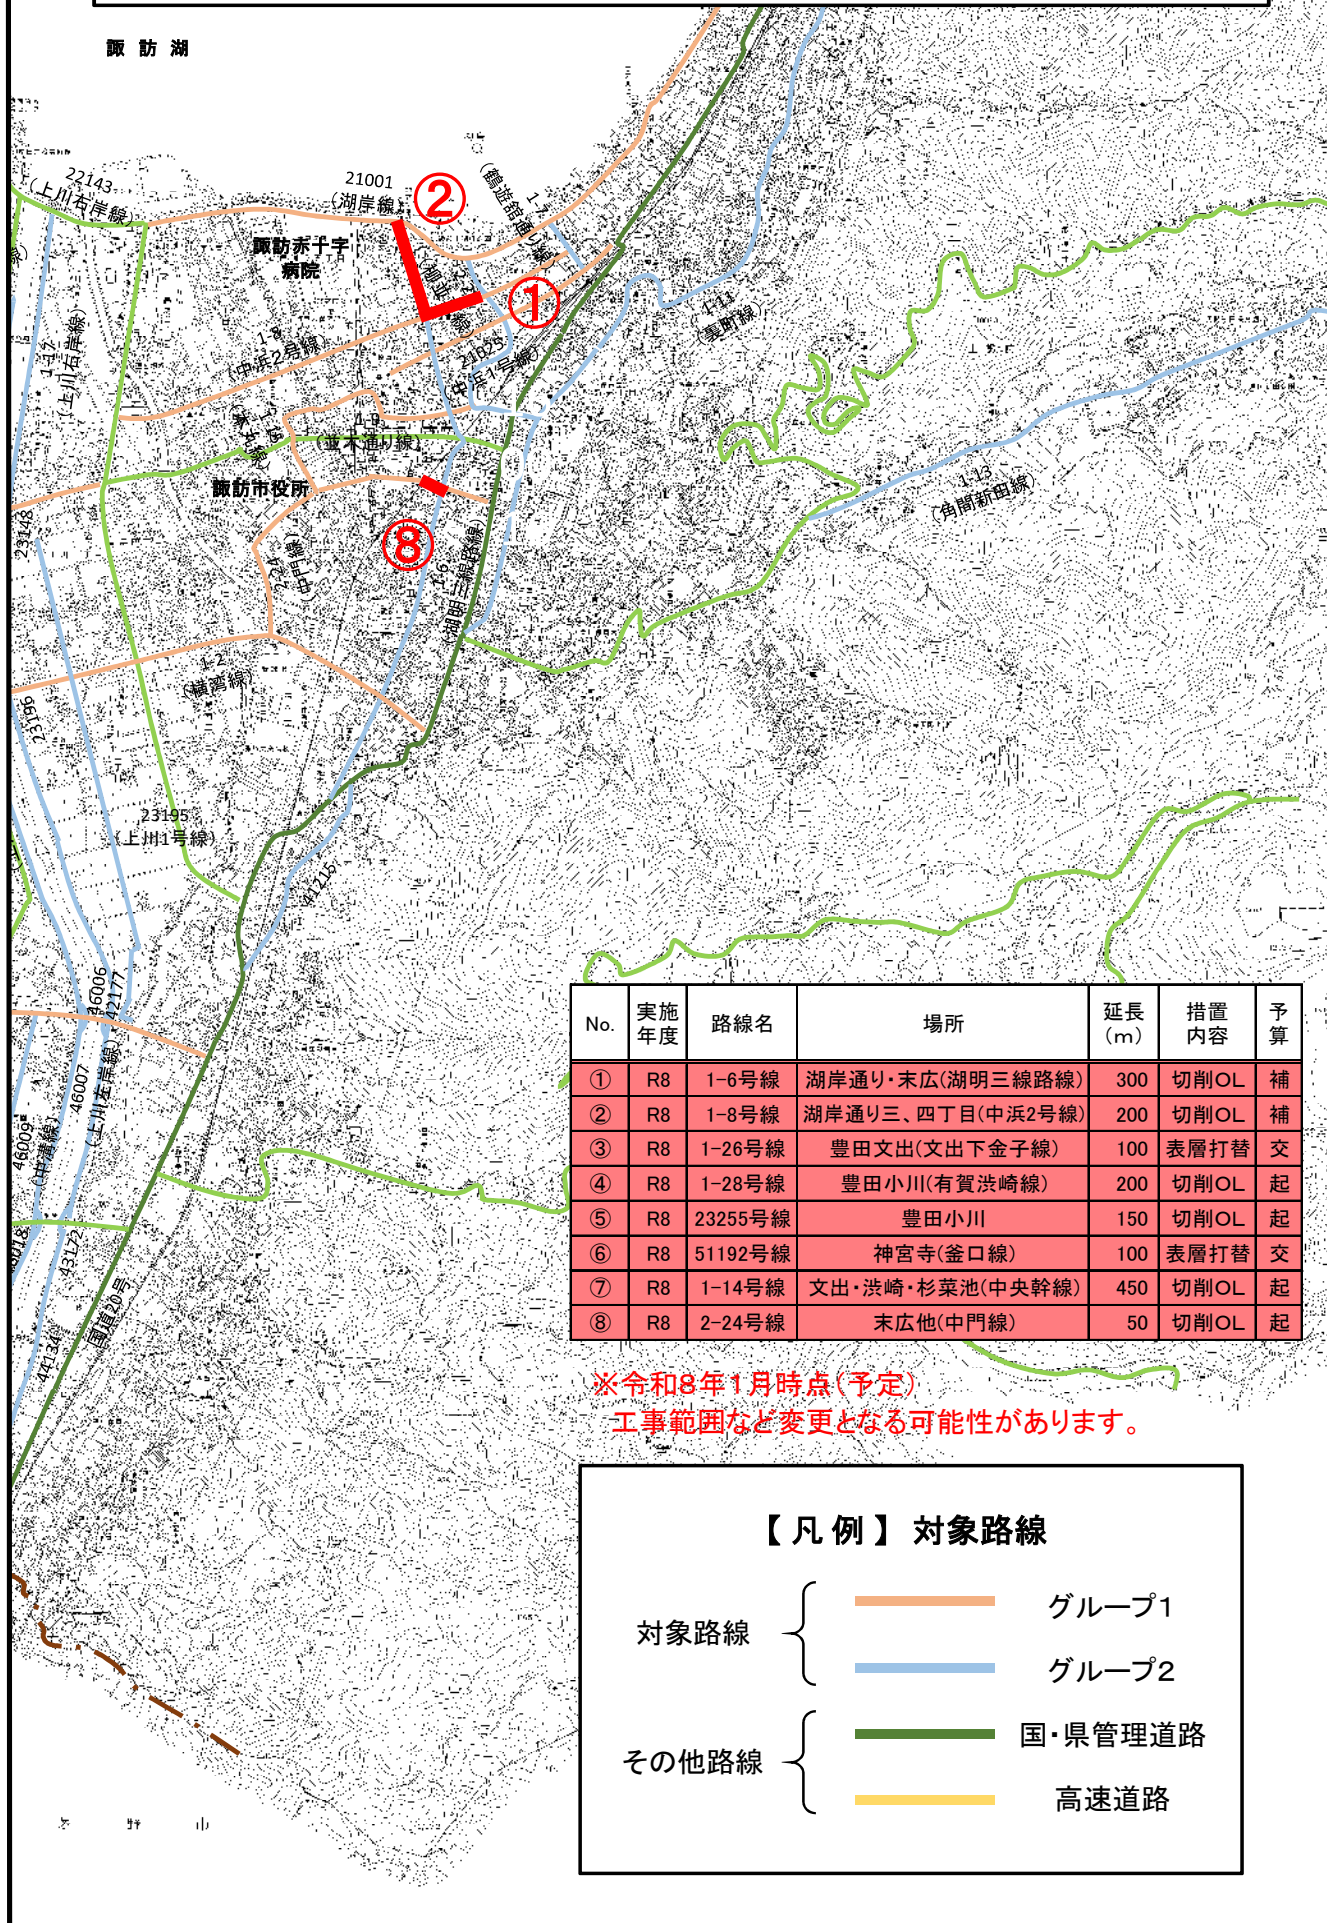 諏訪湖
22143
(上川右岸線)
21001
(湖岸線)
②
1-7
(鶴遊館通り線)
諏訪赤十字
病院
①
1-11
(裏町線)
1-17
(上川右岸線)
1-8
(中浜2号線)
21025
(中浜1号線)
(並木通り線)
諏訪市役所
1-13
(角間新田線)
23148
⑧
2-24
(中門線)
1-6
(湖明三線路線)
1-2
(横湾線)
23196
23195
(上川1号線)
41215
46006
42177
46007
(上川左岸線)
46009
(中溝線)
43172
国道20号
44134
No. 実施年度 路線名 場所 延長(m) 措置内容 予算
① R8 1-6号線 湖岸通り・末広(湖明三線路線) 300 切削OL 補
② R8 1-8号線 湖岸通り三、四丁目(中浜2号線) 200 切削OL 補
③ R8 1-26号線 豊田文出(文出下金子線) 100 表層打替 交
④ R8 1-28号線 豊田小川(有賀渋崎線) 200 切削OL 起
⑤ R8 23255号線 豊田小川 150 切削OL 起
⑥ R8 51192号線 神宮寺(釜口線) 100 表層打替 交
⑦ R8 1-14号線 文出・渋崎・杉菜池(中央幹線) 450 切削OL 起
⑧ R8 2-24号線 末広他(中門線) 50 切削OL 起
※令和8年1月時点(予定)
工事範囲など変更となる可能性があります。
【凡例】対象路線
対象路線
グループ1
グループ2
その他路線
国・県管理道路
高速道路